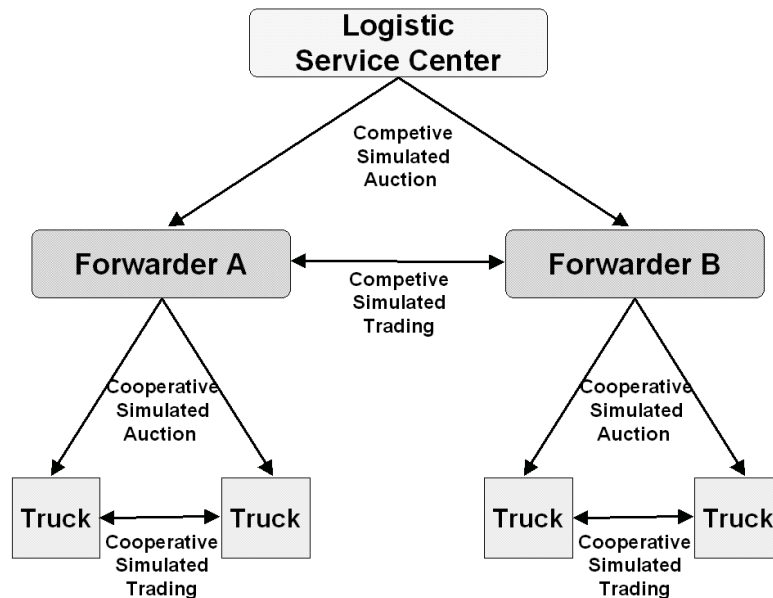 Logistic
Service Center
Competive
Simulated
Auction
Forwarder A
Forwarder B
Competive
Simulated
Trading
Cooperative
Simulated
Auction
Cooperative
Simulated
Auction
Truck
Truck
Truck
Truck
Cooperative
Simulated
Trading
Cooperative
Simulated
Trading